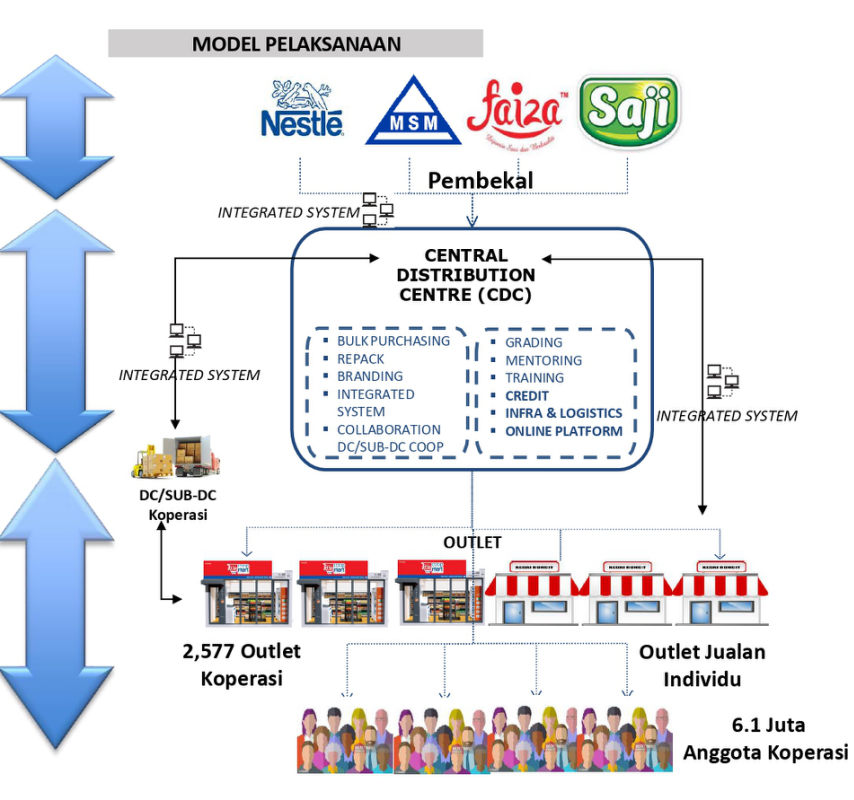 MODEL PELAKSANAAN
Nestlé
MSM
faiza™
Saji
Pembekal
INTEGRATED SYSTEM
CENTRAL
DISTRIBUTION
CENTRE (CDC)
BULK PURCHASING
REPACK
BRANDING
INTEGRATED
SYSTEM
COLLABORATION
DC/SUB-DC COOP
GRADING
MENTORING
TRAINING
CREDIT
INFRA & LOGISTICS
ONLINE PLATFORM
INTEGRATED SYSTEM
INTEGRATED SYSTEM
DC/SUB-DC
Koperasi
OUTLET
2,577 Outlet
Koperasi
Outlet Jualan
Individu
6.1 Juta
Anggota Koperasi